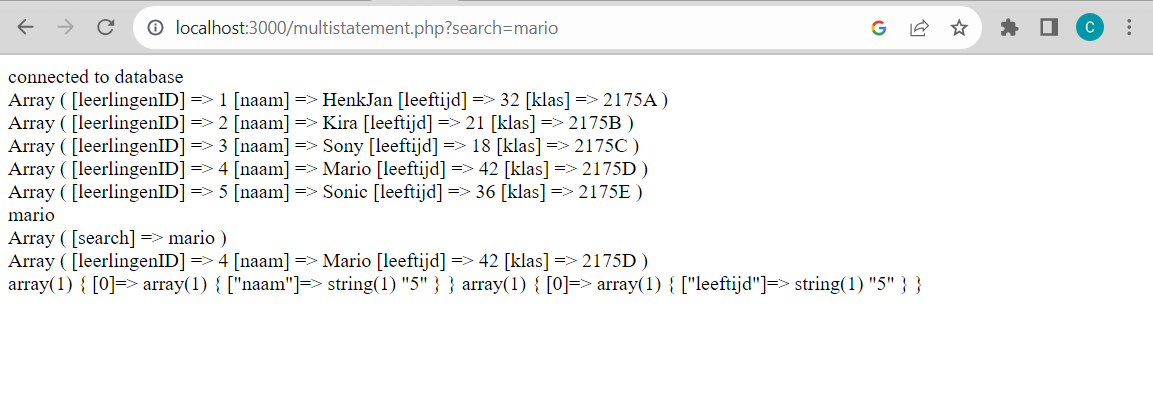 localhost:3000/multistatement.php?search=mario
C
connected to database
Array ( [leerlingenID] => 1 [naam] => HenkJan [leeftijd] => 32 [klas] => 2175A )
Array ( [leerlingenID] => 2 [naam] => Kira [leeftijd] => 21 [klas] => 2175B )
Array ( [leerlingenID] => 3 [naam] => Sony [leeftijd] => 18 [klas] => 2175C )
Array ( [leerlingenID] => 4 [naam] => Mario [leeftijd] => 42 [klas] => 2175D )
Array ( [leerlingenID] => 5 [naam] => Sonic [leeftijd] => 36 [klas] => 2175E )
mario
Array ( [search] => mario )
Array ( [leerlingenID] => 4 [naam] => Mario [leeftijd] => 42 [klas] => 2175D )
array(1) { [0]=> array(1) { ["naam"]=> string(1) "5" } } array(1) { [0]=> array(1) { ["leeftijd"]=> string(1) "5" } }